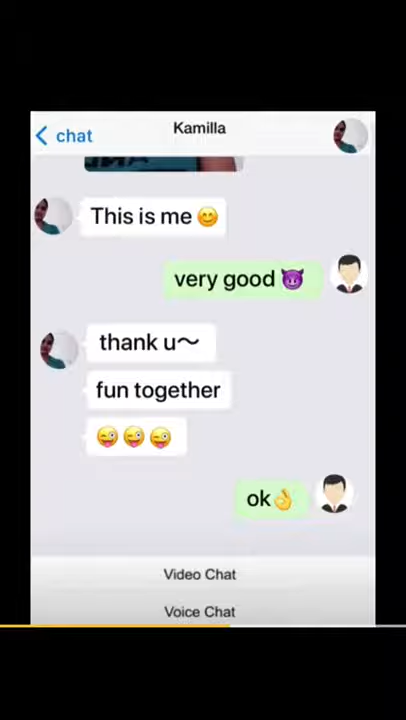 chat
Kamilla
This is me 😊
very good 😈
thank u～
fun together
😜😜😜
ok👌
Video Chat
Voice Chat